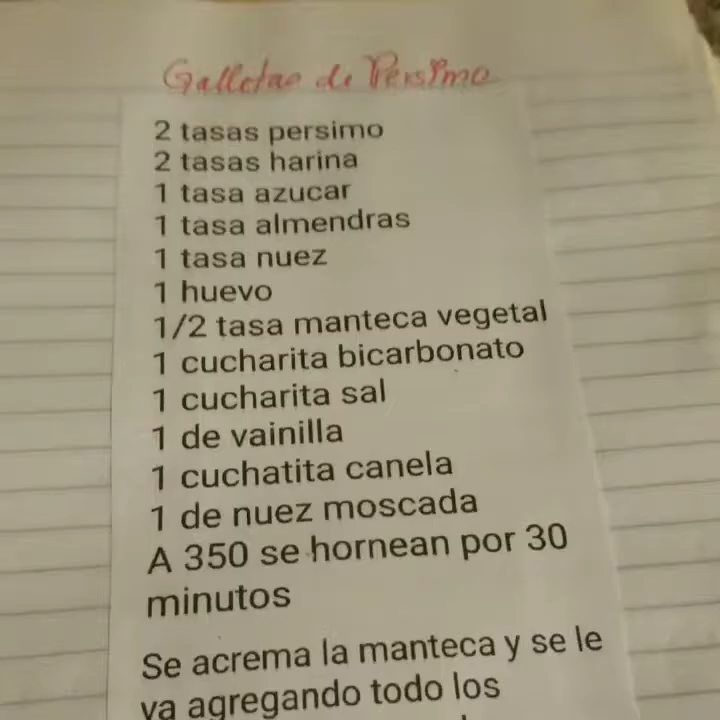 Galletas de Persimo
2 tasas persimo
2 tasas harina
1 tasa azucar
1 tasa almendras
1 tasa nuez
1 huevo
1/2 tasa manteca vegetal
1 cucharita bicarbonato
1 cucharita sal
1 de vainilla
1 cuchatita canela
1 de nuez moscada
A 350 se hornean por 30
minutos
Se acrema la manteca y se le
va agregando todo los